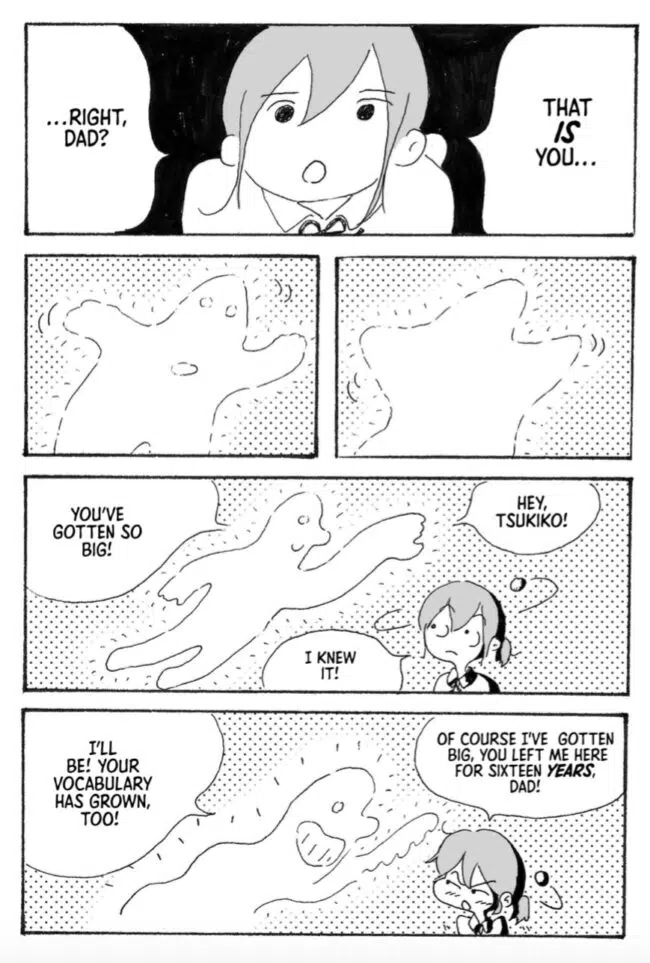 THAT
IS
YOU...
...RIGHT,
DAD?
HEY,
TSUKIKO!
I KNEW
IT!
YOU'VE
GOTTEN SO
BIG!
OF COURSE I'VE GOTTEN
BIG, YOU LEFT ME HERE
FOR SIXTEEN YEARS,
DAD!
I'LL
BE! YOUR
VOCABULARY
HAS GROWN,
TOO!